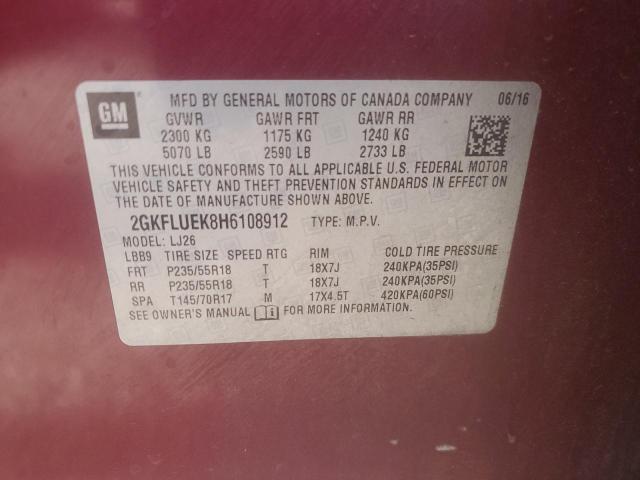 GM MFD BY GENERAL MOTORS OF CANADA COMPANY 06/16
GVWR GAWR FRT GAWR RR
2300 KG 1175 KG 1240 KG
5070 LB 2590 LB 2733 LB
THIS VEHICLE CONFORMS TO ALL APPLICABLE U.S. FEDERAL MOTOR
VEHICLE SAFETY AND THEFT PREVENTION STANDARDS IN EFFECT ON
THE DATE OF MANUFACTURE SHOWN ABOVE.
2GKFLUEK8H6108912 TYPE: M.P.V.
MODEL: LJ26
LBB9 TIRE SIZE SPEED RTG RIM COLD TIRE PRESSURE
FRT P235/55R18 T 18X7J 240KPA(35PSI)
RR P235/55R18 T 18X7J 240KPA(35PSI)
SPA T145/70R17 M 17X4.5T 420KPA(60PSI)
SEE OWNER'S MANUAL FOR MORE INFORMATION.